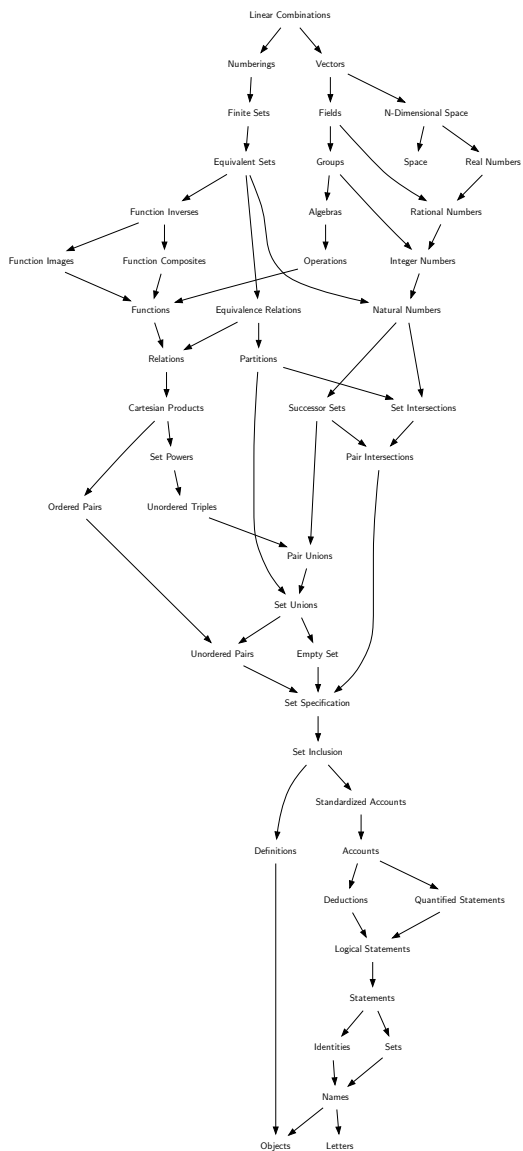 Linear Combinations
Numberings
Vectors
Finite Sets
Fields
N-Dimensional Space
Equivalent Sets
Groups
Space
Real Numbers
Function Inverses
Algebras
Rational Numbers
Function Images
Function Composites
Operations
Integer Numbers
Functions
Equivalence Relations
Natural Numbers
Relations
Partitions
Cartesian Products
Successor Sets
Set Intersections
Set Powers
Pair Intersections
Ordered Pairs
Unordered Triples
Pair Unions
Set Unions
Unordered Pairs
Empty Set
Set Specification
Set Inclusion
Standardized Accounts
Definitions
Accounts
Deductions
Quantified Statements
Logical Statements
Statements
Identities
Sets
Names
Objects
Letters